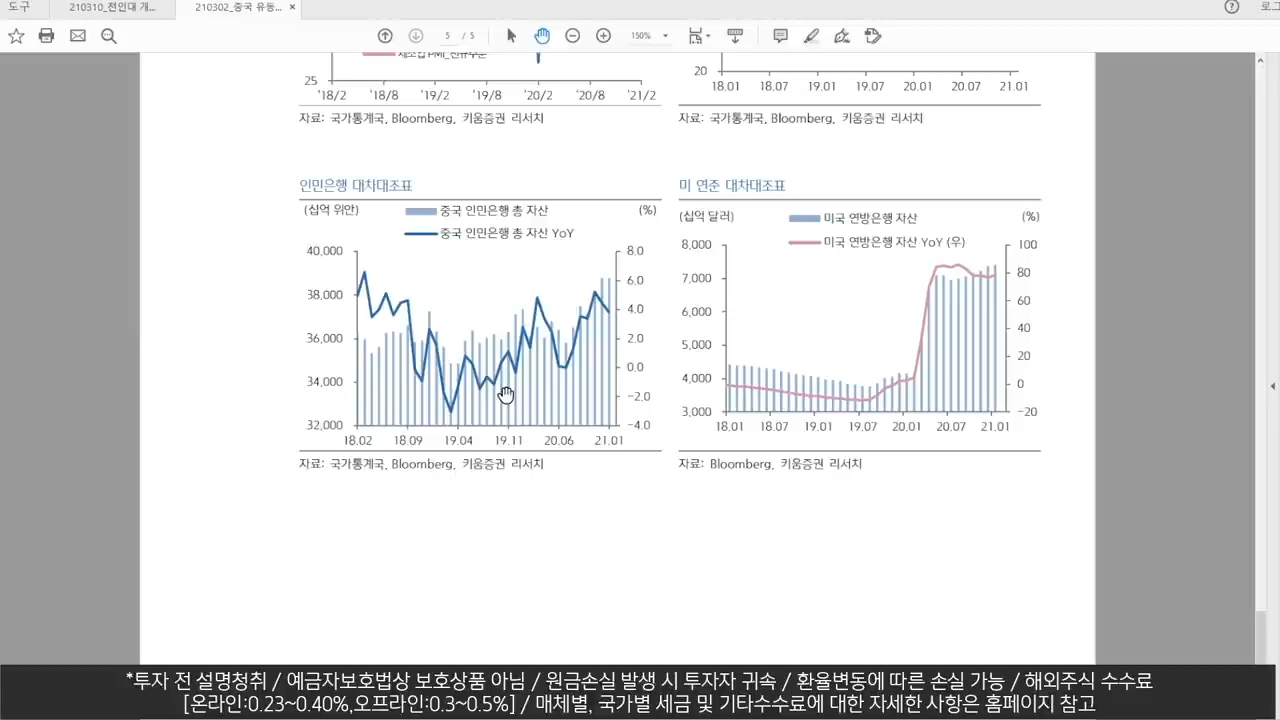 도구
210310_전인대 개...
210302_중국 유동... ×
?
로그
5 / 5
150%
제조업 PMI_신규수준
25
'18/2 '18/8 '19/2 '19/8 '20/2 '20/8 '21/2
자료: 국가통계국, Bloomberg, 키움증권 리서치
20
18.01 18.07 19.01 19.07 20.01 20.07 21.01
자료: 국가통계국, Bloomberg, 키움증권 리서치
인민은행 대차대조표
(십억 위안)
중국 인민은행 총 자산
(%)
중국 인민은행 총 자산 YoY
40,000
38,000
36,000
34,000
32,000
8.0
6.0
4.0
2.0
0.0
-2.0
-4.0
18.02 18.09 19.04 19.11 20.06 21.01
자료: 국가통계국, Bloomberg, 키움증권 리서치
미 연준 대차대조표
(십억 달러)
미국 연방은행 자산
(%)
미국 연방은행 자산 YoY (우)
8,000
7,000
6,000
5,000
4,000
3,000
100
80
60
40
20
0
-20
18.01 18.07 19.01 19.07 20.01 20.07 21.01
자료: Bloomberg, 키움증권 리서치
*투자 전 설명청취 / 예금자보호법상 보호상품 아님 / 원금손실 발생 시 투자자 귀속 / 환율변동에 따른 손실 가능 / 해외주식 수수료
[온라인:0.23~0.40%,오프라인:0.3~0.5%] / 매체별, 국가별 세금 및 기타수수료에 대한 자세한 사항은 홈페이지 참고